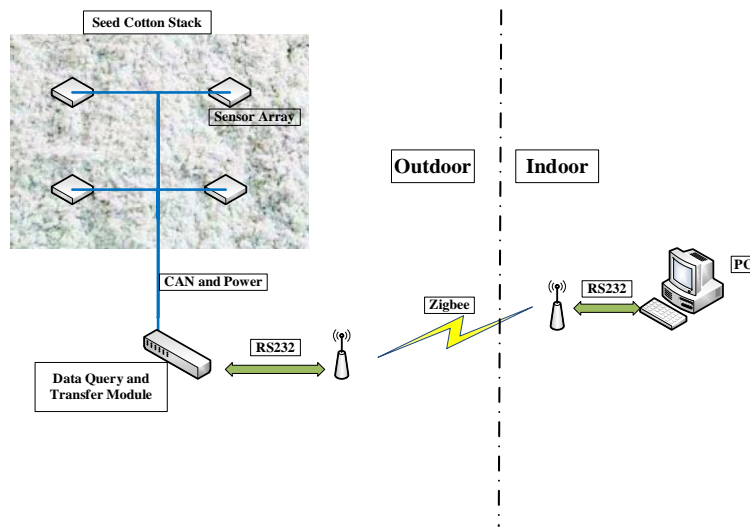 Seed Cotton Stack
Sensor Array
Outdoor
Indoor
CAN and Power
Zigbee
RS232
PC
RS232
Data Query and
Transfer Module